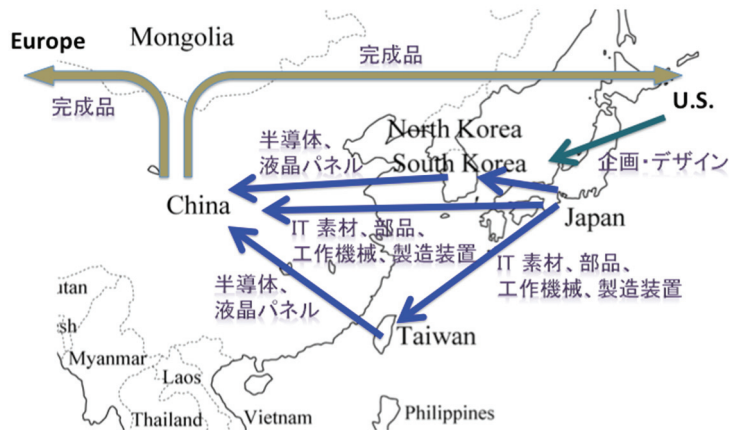 Europe
Mongolia
完成品
完成品
U.S.
North Korea
半導体、
液晶パネル
South Korea
企画・デザイン
China
Japan
IT 素材、部品、
工作機械、製造装置
IT 素材、部品、
工作機械、製造装置
半導体、
液晶パネル
utan
sh
Taiwan
Myanmar
Laos
Thailand
Vietnam
Philippines